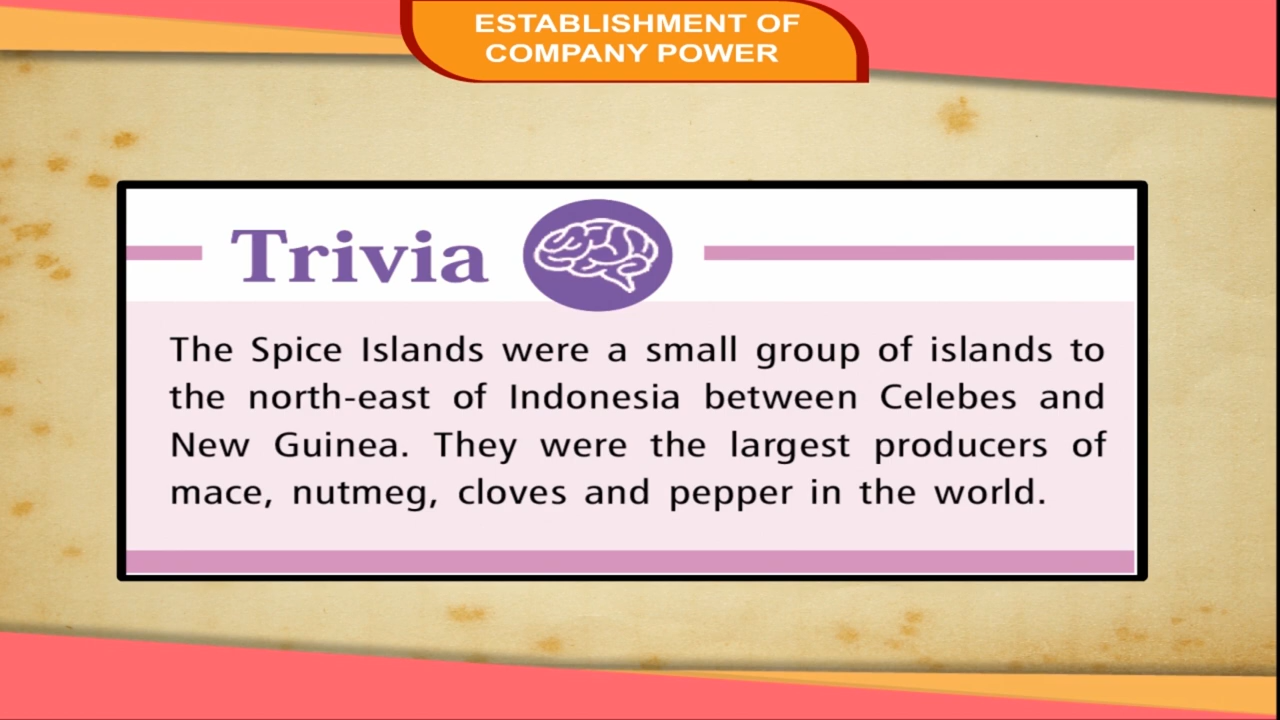 ESTABLISHMENT OF
COMPANY POWER
Trivia
The Spice Islands were a small group of islands to
the north-east of Indonesia between Celebes and
New Guinea. They were the largest producers of
mace, nutmeg, cloves and pepper in the world.